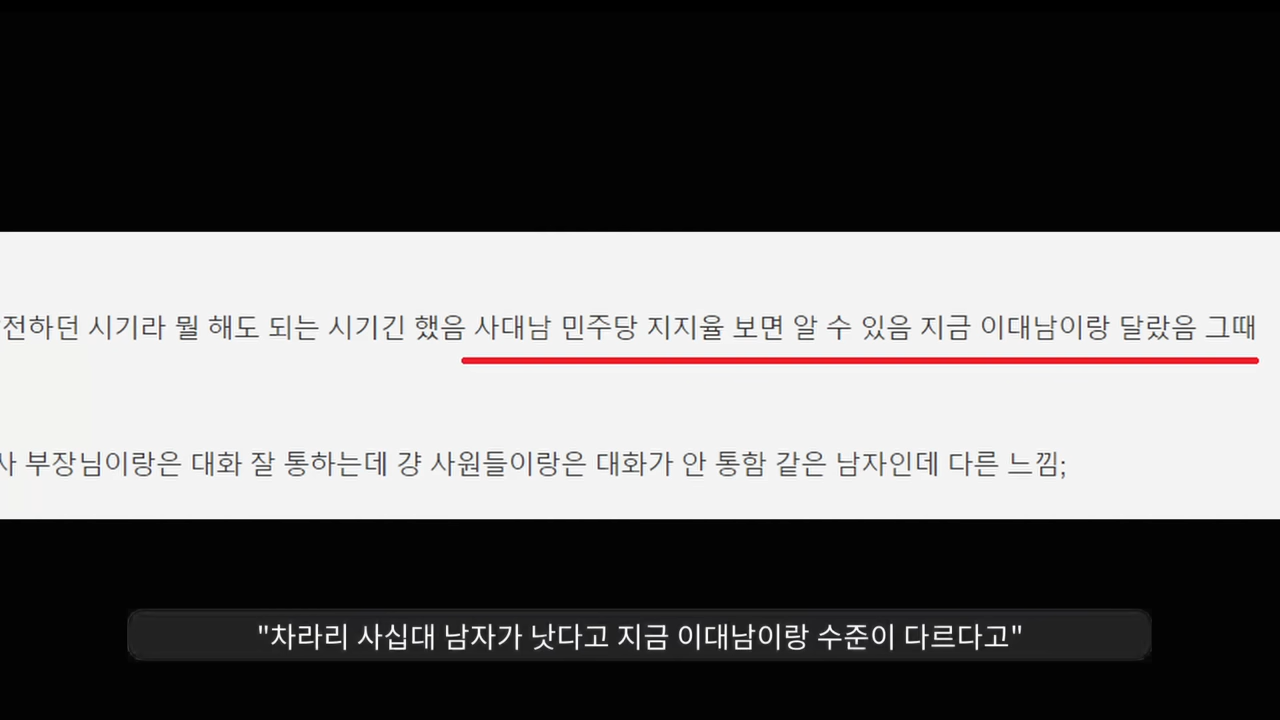 전하던 시기라 뭘 해도 되는 시기긴 했음 사대남 민주당 지지율 보면 알 수 있음 지금 이대남이랑 달랐음 그때
부장님이랑은 대화 잘 통하는데 걍 사원들이랑은 대화가 안 통함 같은 남자인데 다른 느낌;
"차라리 사십대 남자가 낫다고 지금 이대남이랑 수준이 다르다고"